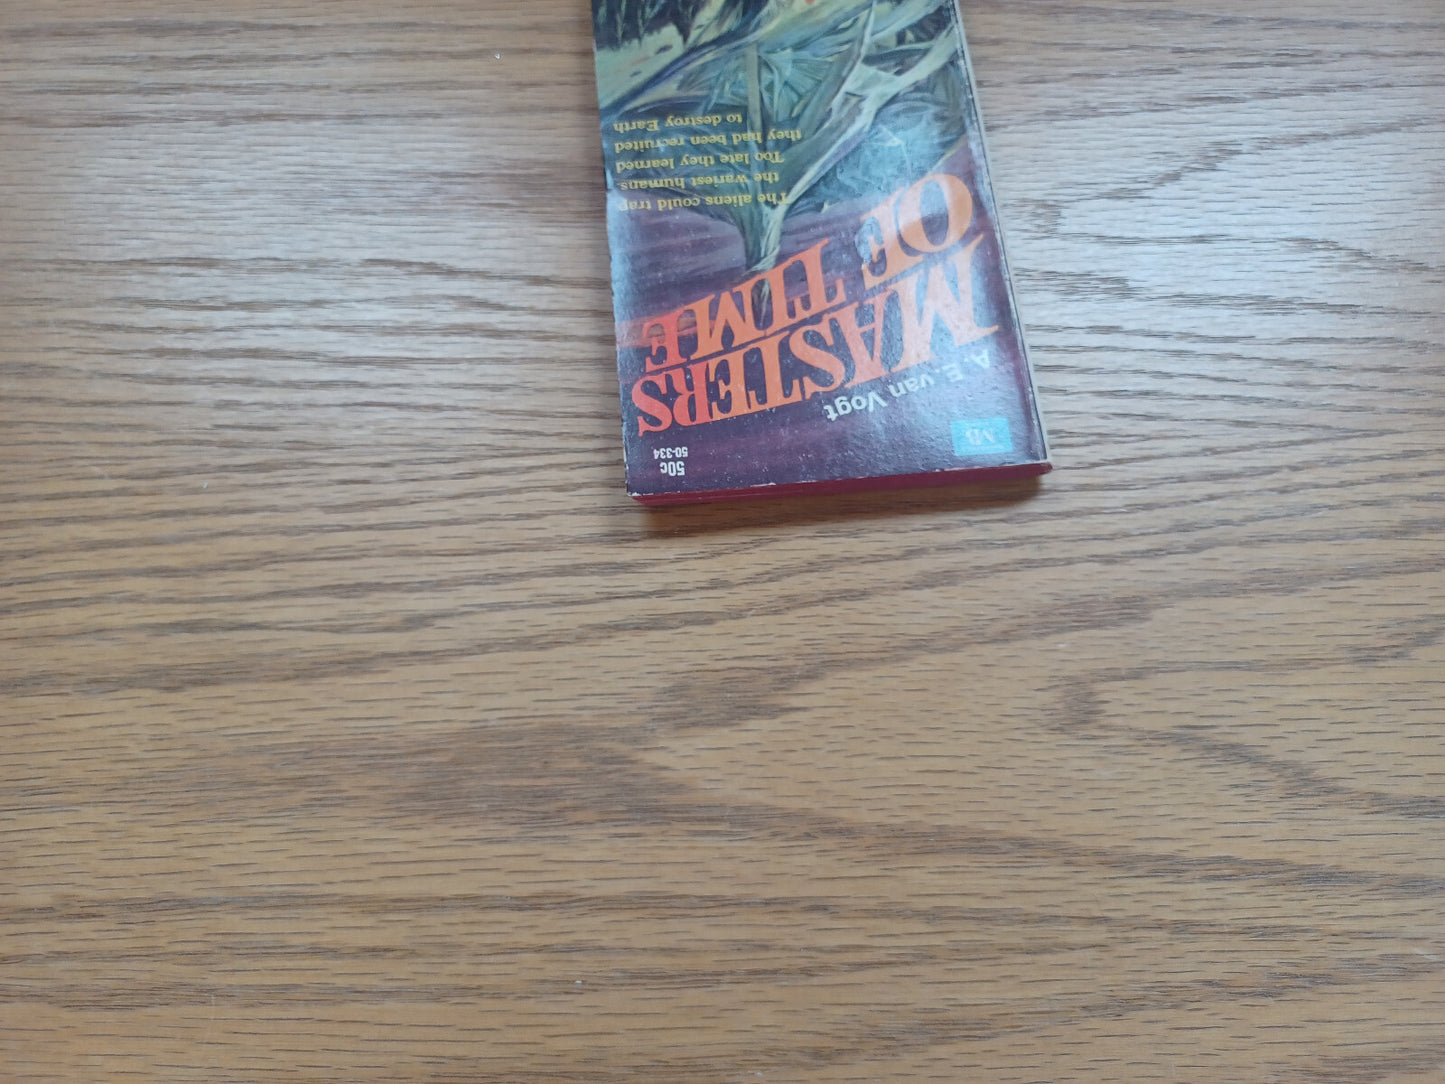 MB
50c
50-334
A. E. van Vogt
MASTERS
OF TIME
The aliens could trap
the wariest humans.
Too late they learned
they had been recruited
to destroy Earth